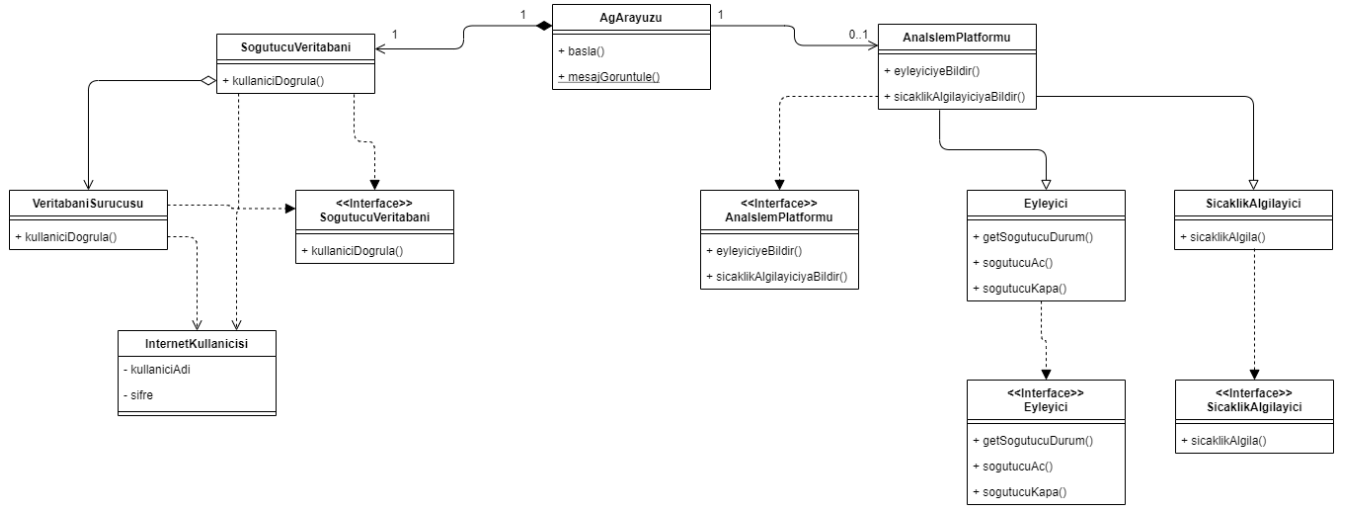 AgArayuzu
+ basla()
+ mesajGoruntule()
1
1
1
0..1
SogutucuVeritabani
+ kullaniciDogrula()
AnaIslemPlatformu
+ eyleyiciyeBildir()
+ sicaklikAlgilayiciyaBildir()
VeritabaniSurucusu
+ kullaniciDogrula()
<<Interface>>
SogutucuVeritabani
+ kullaniciDogrula()
<<Interface>>
AnaIslemPlatformu
+ eyleyiciyeBildir()
+ sicaklikAlgilayiciyaBildir()
Eyleyici
+ getSogutucuDurum()
+ sogutucuAc()
+ sogutucuKapa()
SicaklikAlgilayici
+ sicaklikAlgila()
InternetKullanicisi
- kullaniciAdi
- sifre
<<Interface>>
Eyleyici
+ getSogutucuDurum()
+ sogutucuAc()
+ sogutucuKapa()
<<Interface>>
SicaklikAlgilayici
+ sicaklikAlgila()